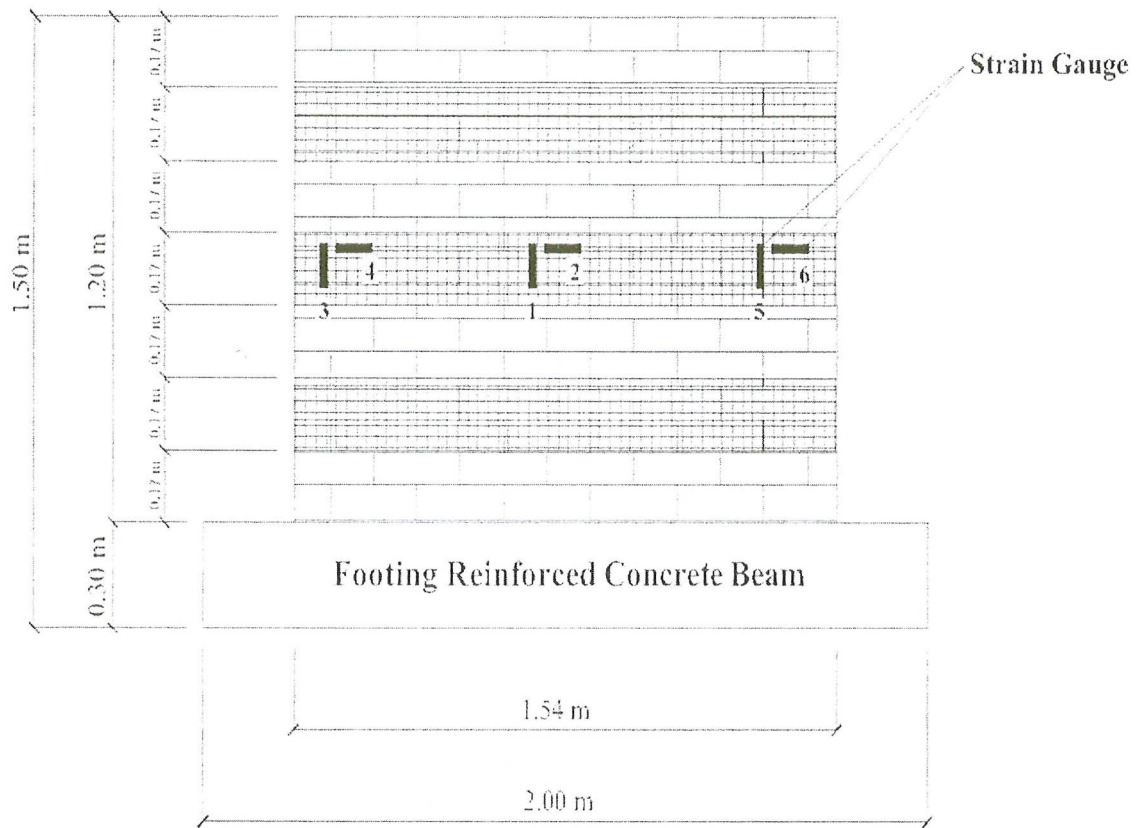 Strain Gauge
0.17 m
0.17 m
0.17 m
0.17 m
0.17 m
0.17 m
0.17 m
1.50 m
1.20 m
0.30 m
4
2
6
3
1
5
Footing Reinforced Concrete Beam
1.54 m
2.00 m